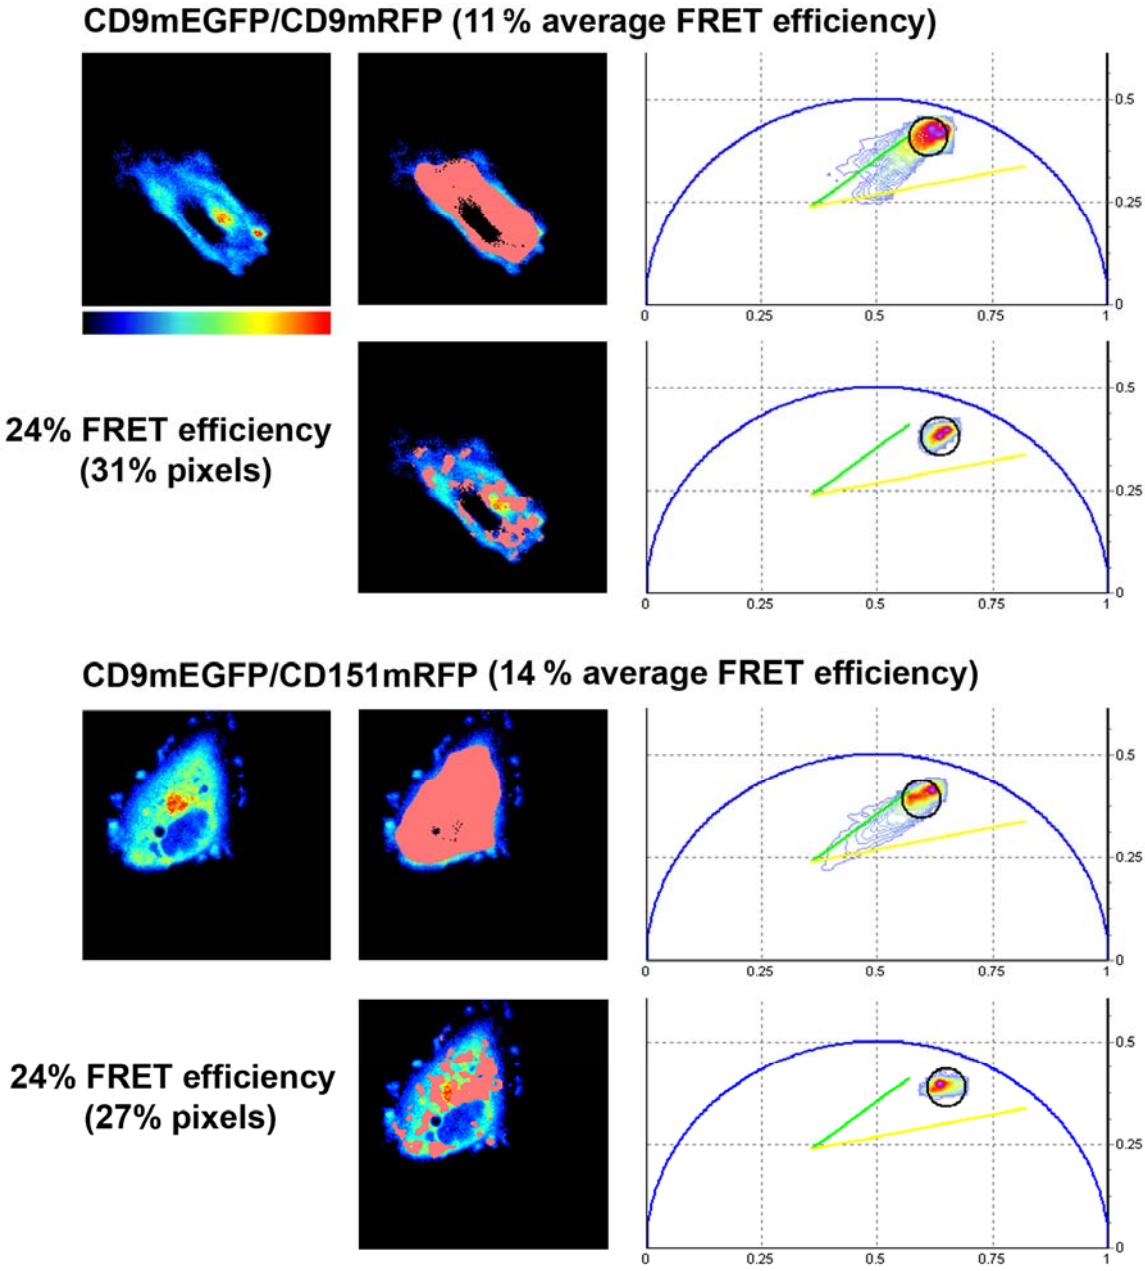 CD9mEGFP/CD9mRFP (11 % average FRET efficiency)
0.5
0.25
0
0 0.25 0.5 0.75 1
24% FRET efficiency
(31% pixels)
0.5
0.25
0
0 0.25 0.5 0.75 1
CD9mEGFP/CD151mRFP (14 % average FRET efficiency)
0.5
0.25
0
0 0.25 0.5 0.75 1
24% FRET efficiency
(27% pixels)
0.5
0.25
0
0 0.25 0.5 0.75 1